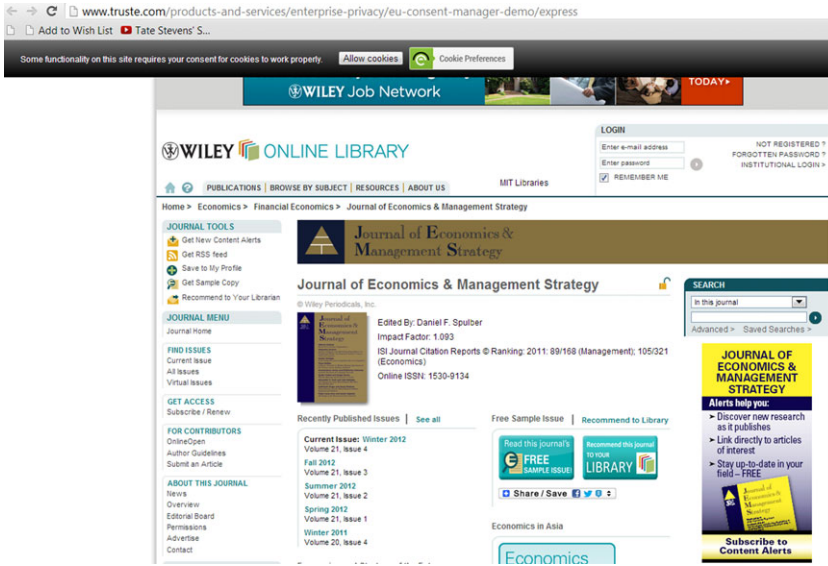 www.truste.com/products-and-services/enterprise-privacy/eu-consent-manager-demo/express
Add to Wish List Tate Stevens' S...
Some functionality on this site requires your consent for cookies to work properly. Allow cookies Cookie Preferences
WILEY Job Network
TODAY
WILEY ONLINE LIBRARY
LOGIN
Enter e-mail address
Enter password
REMEMBER ME
NOT REGISTERED ?
FORGOTTEN PASSWORD ?
INSTITUTIONAL LOGIN >
PUBLICATIONS | BROWSE BY SUBJECT | RESOURCES | ABOUT US
MIT Libraries
Home > Economics > Financial Economics > Journal of Economics & Management Strategy
JOURNAL TOOLS
Get New Content Alerts
Get RSS feed
Save to My Profile
Get Sample Copy
Recommend to Your Librarian
JOURNAL MENU
Journal Home
FIND ISSUES
Current Issue
All Issues
Virtual Issues
GET ACCESS
Subscribe / Renew
FOR CONTRIBUTORS
OnlineOpen
Author Guidelines
Submit an Article
ABOUT THIS JOURNAL
News
Overview
Editorial Board
Permissions
Advertise
Contact
Journal of Economics &
Management Strategy
Journal of Economics & Management Strategy
© Wiley Periodicals, Inc.
Journal of
Economics &
Management
Strategy
Edited By: Daniel F. Spulber
Impact Factor: 1.093
ISI Journal Citation Reports © Ranking: 2011: 89/168 (Management); 105/321
(Economics)
Online ISSN: 1530-9134
Recently Published Issues | See all
Current Issue: Winter 2012
Volume 21, Issue 4
Fall 2012
Volume 21, Issue 3
Summer 2012
Volume 21, Issue 2
Spring 2012
Volume 21, Issue 1
Winter 2011
Volume 20, Issue 4
Free Sample Issue | Recommend to Library
Read this journal's
FREE
SAMPLE ISSUE!
Recommend this journal
TO YOUR
LIBRARY
Share / Save
Economics in Asia
Economics
SEARCH
In this journal
Advanced > Saved Searches >
JOURNAL OF
ECONOMICS &
MANAGEMENT
STRATEGY
Alerts help you:
➤ Discover new research
as it publishes
➤ Link directly to articles
of interest
➤ Stay up-to-date in your
field – FREE
Journal of
Economics &
Management
Strategy
Subscribe to
Content Alerts